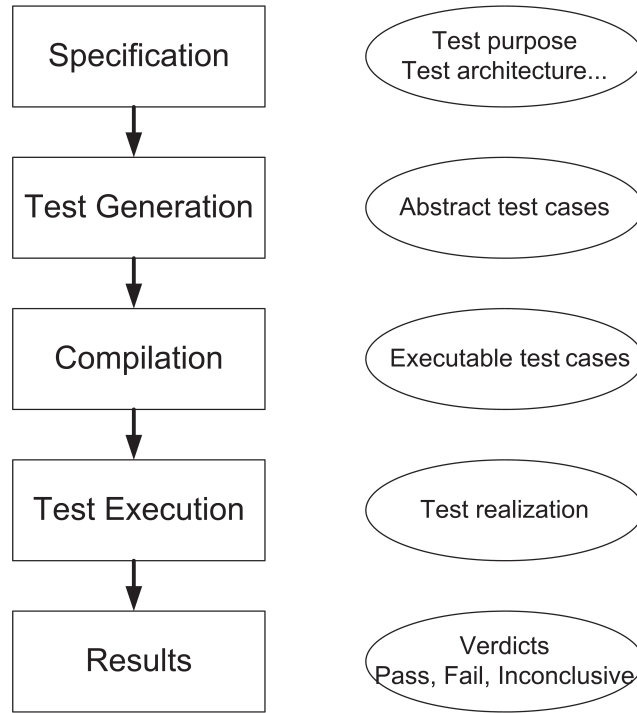 Specification
Test purpose
Test architecture...
Test Generation
Abstract test cases
Compilation
Executable test cases
Test Execution
Test realization
Results
Verdicts
Pass, Fail, Inconclusive